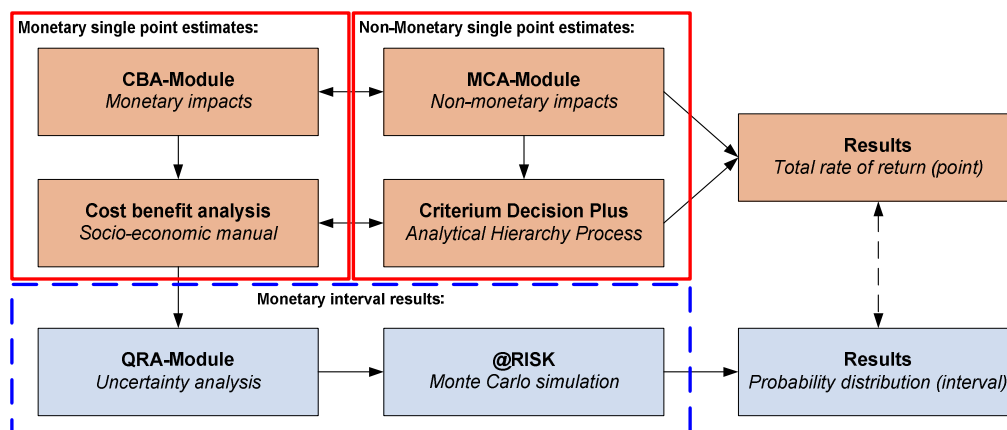 Monetary single point estimates:
Non-Monetary single point estimates:
CBA-Module
Monetary impacts
MCA-Module
Non-monetary impacts
Results
Total rate of return (point)
Cost benefit analysis
Socio-economic manual
Criterium Decision Plus
Analytical Hierarchy Process
Monetary interval results:
QRA-Module
Uncertainty analysis
@RISK
Monte Carlo simulation
Results
Probability distribution (interval)